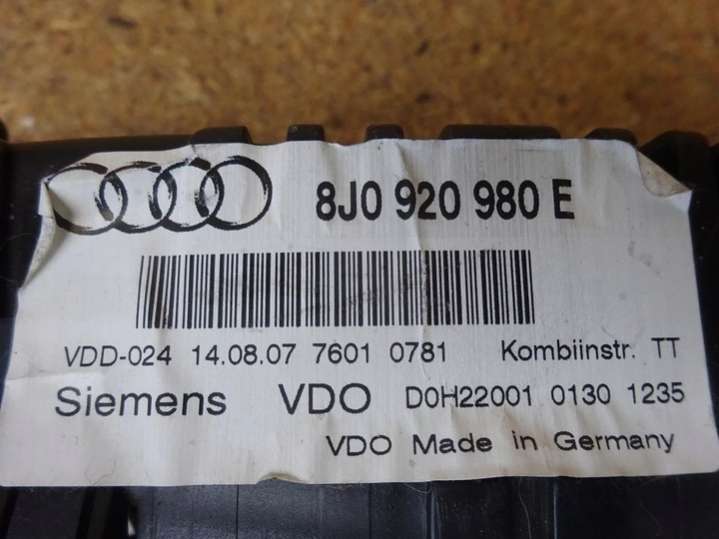 8J0 920 980 E
VDD-024 14.08.07 7601 0781 Kombiinstr. TT
Siemens VDO D0H22001 0130 1235
VDO Made in Germany